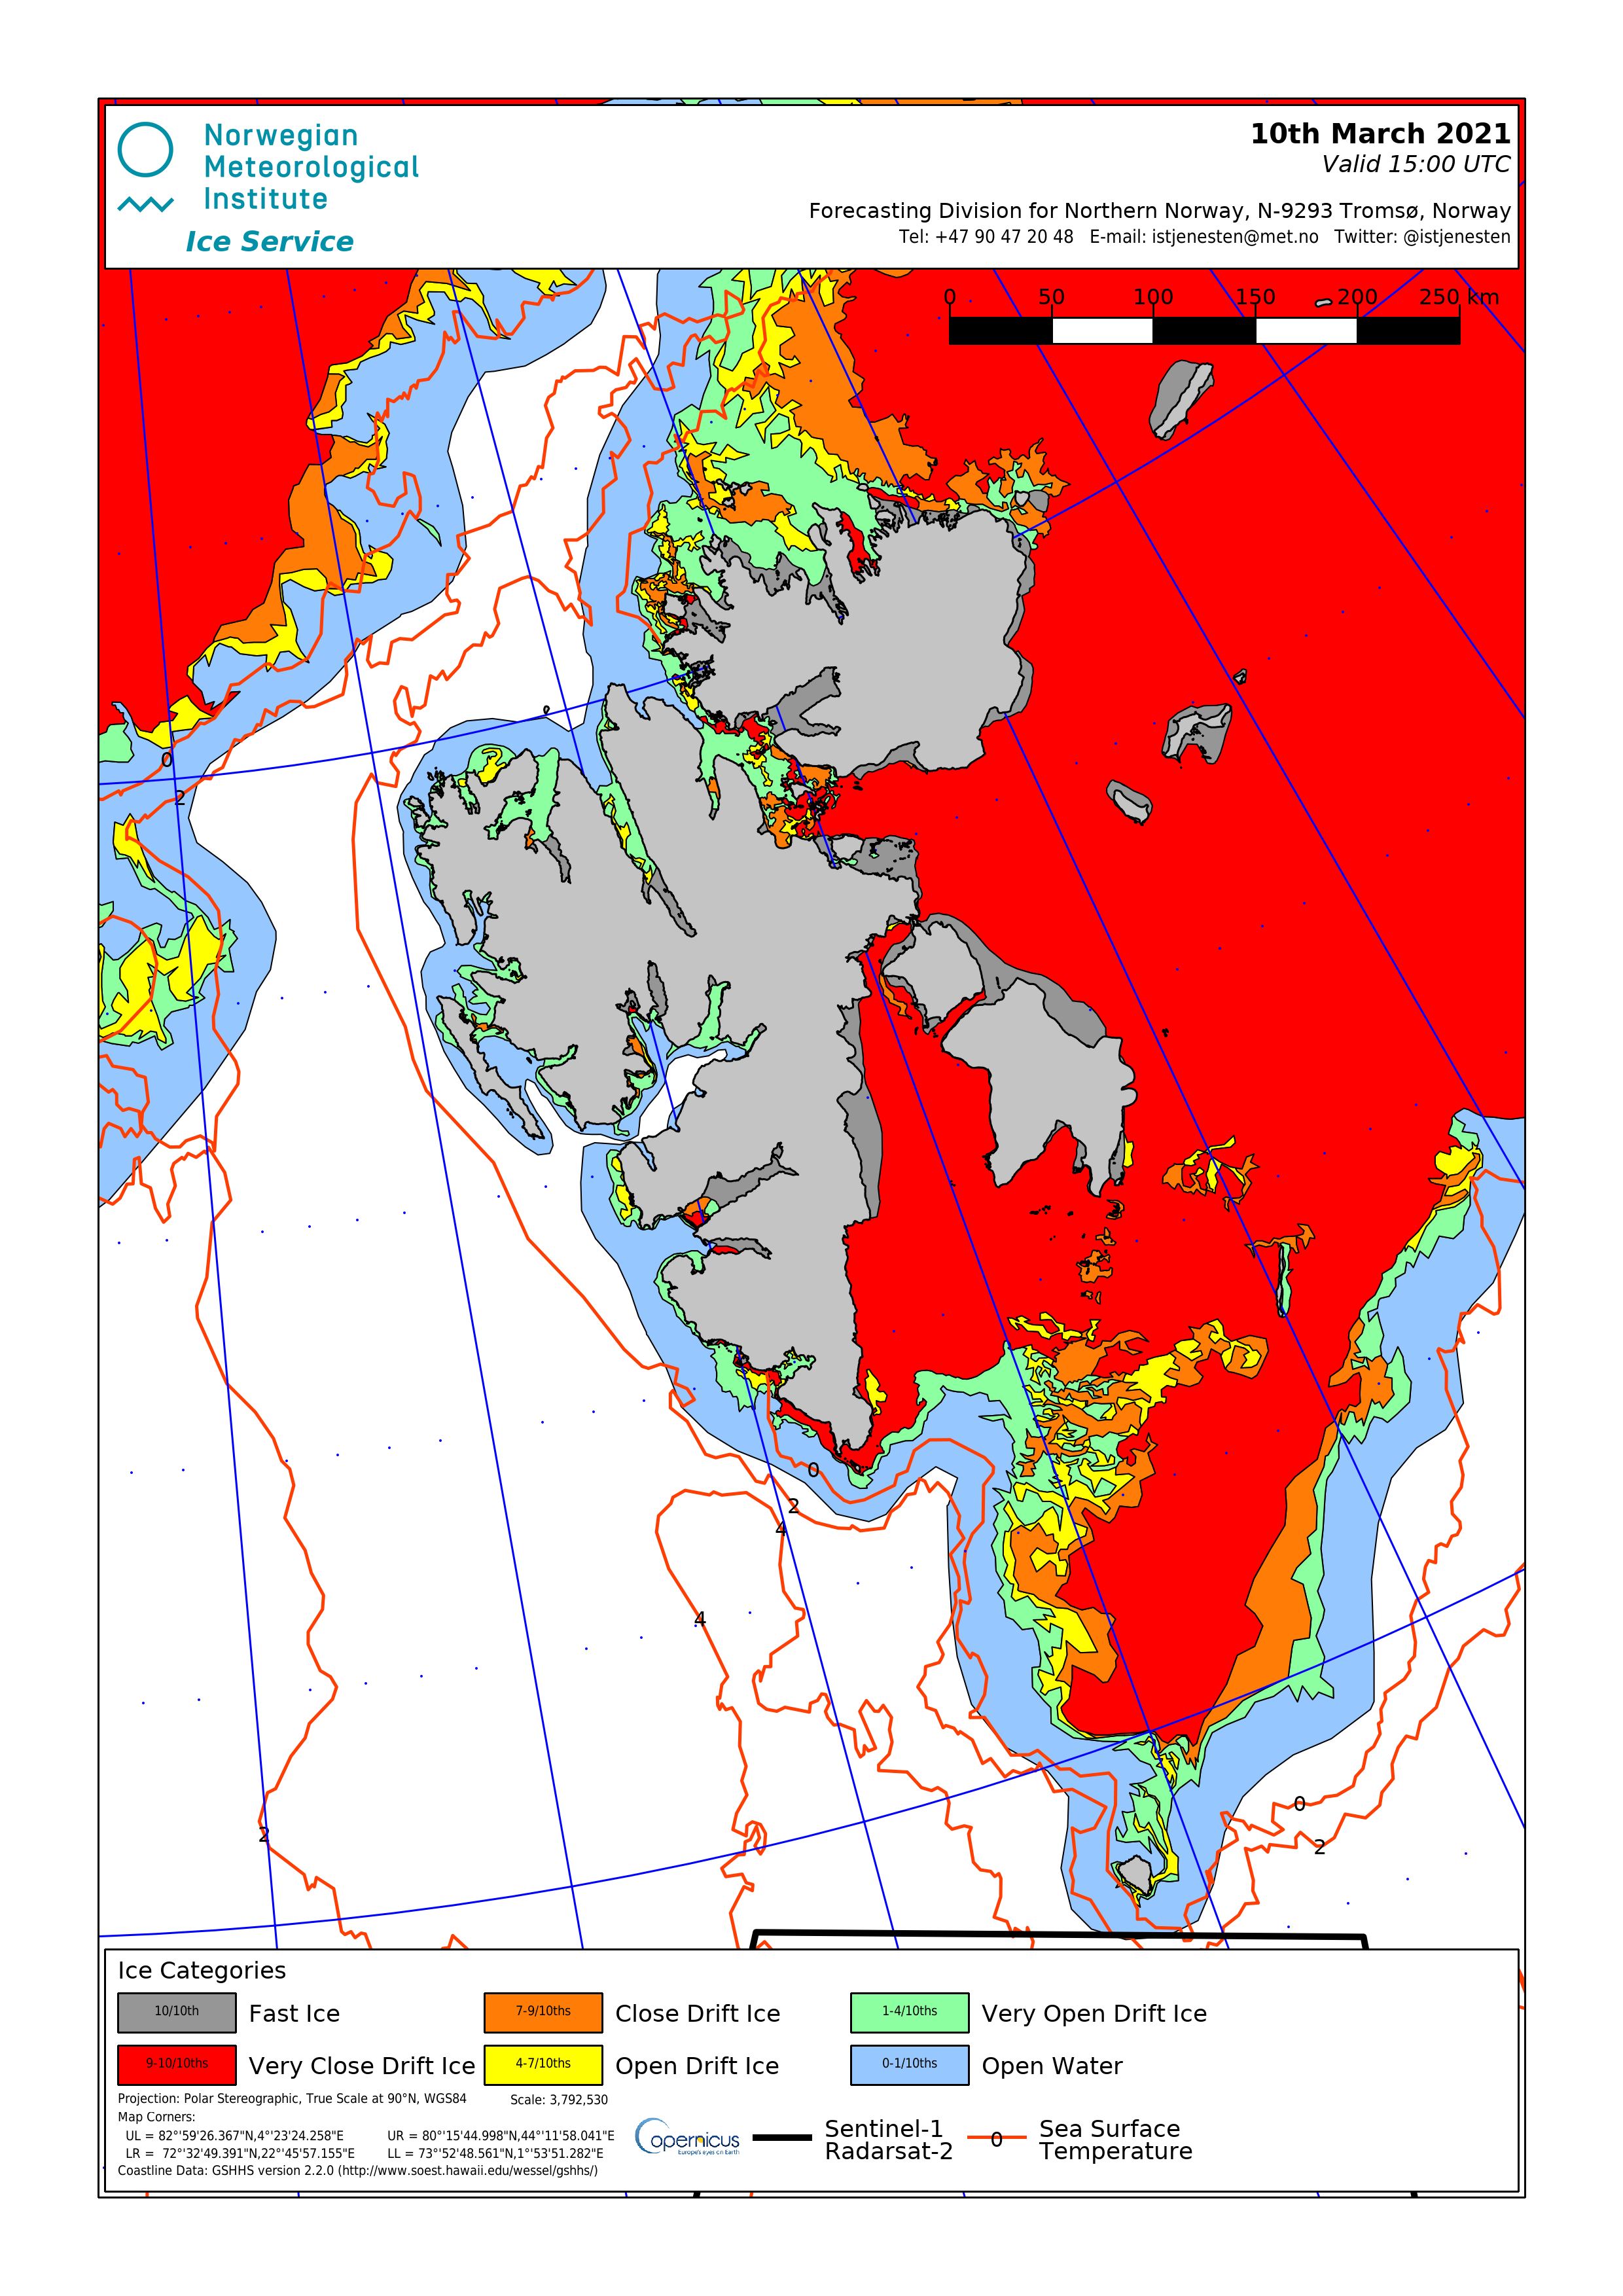 Norwegian
Meteorological
Institute
Ice Service
10th March 2021
Valid 15:00 UTC
Forecasting Division for Northern Norway, N-9293 Tromsø, Norway
Tel: +47 90 47 20 48 E-mail: istjenesten@met.no Twitter: @istjenesten
0 50 100 150 200 250 km
0
2
0
2
4
4
0
2
2
Ice Categories
10/10th Fast Ice 7-9/10ths Close Drift Ice 1-4/10ths Very Open Drift Ice
9-10/10ths Very Close Drift Ice 4-7/10ths Open Drift Ice 0-1/10ths Open Water
Projection: Polar Stereographic, True Scale at 90°N, WGS84 Scale: 3,792,530
Map Corners:
UL = 82°'59'26.367"N,4°'23'24.258"E UR = 80°'15'44.998"N,44°'11'58.041"E
LR = 72°'32'49.391"N,22°'45'57.155"E LL = 73°'52'48.561"N,1°'53'51.282"E
Coastline Data: GSHHS version 2.2.0 (http://www.soest.hawaii.edu/wessel/gshhs/)
Copernicus
Europe's eyes on Earth
Sentinel-1
Radarsat-2
0
Sea Surface
Temperature